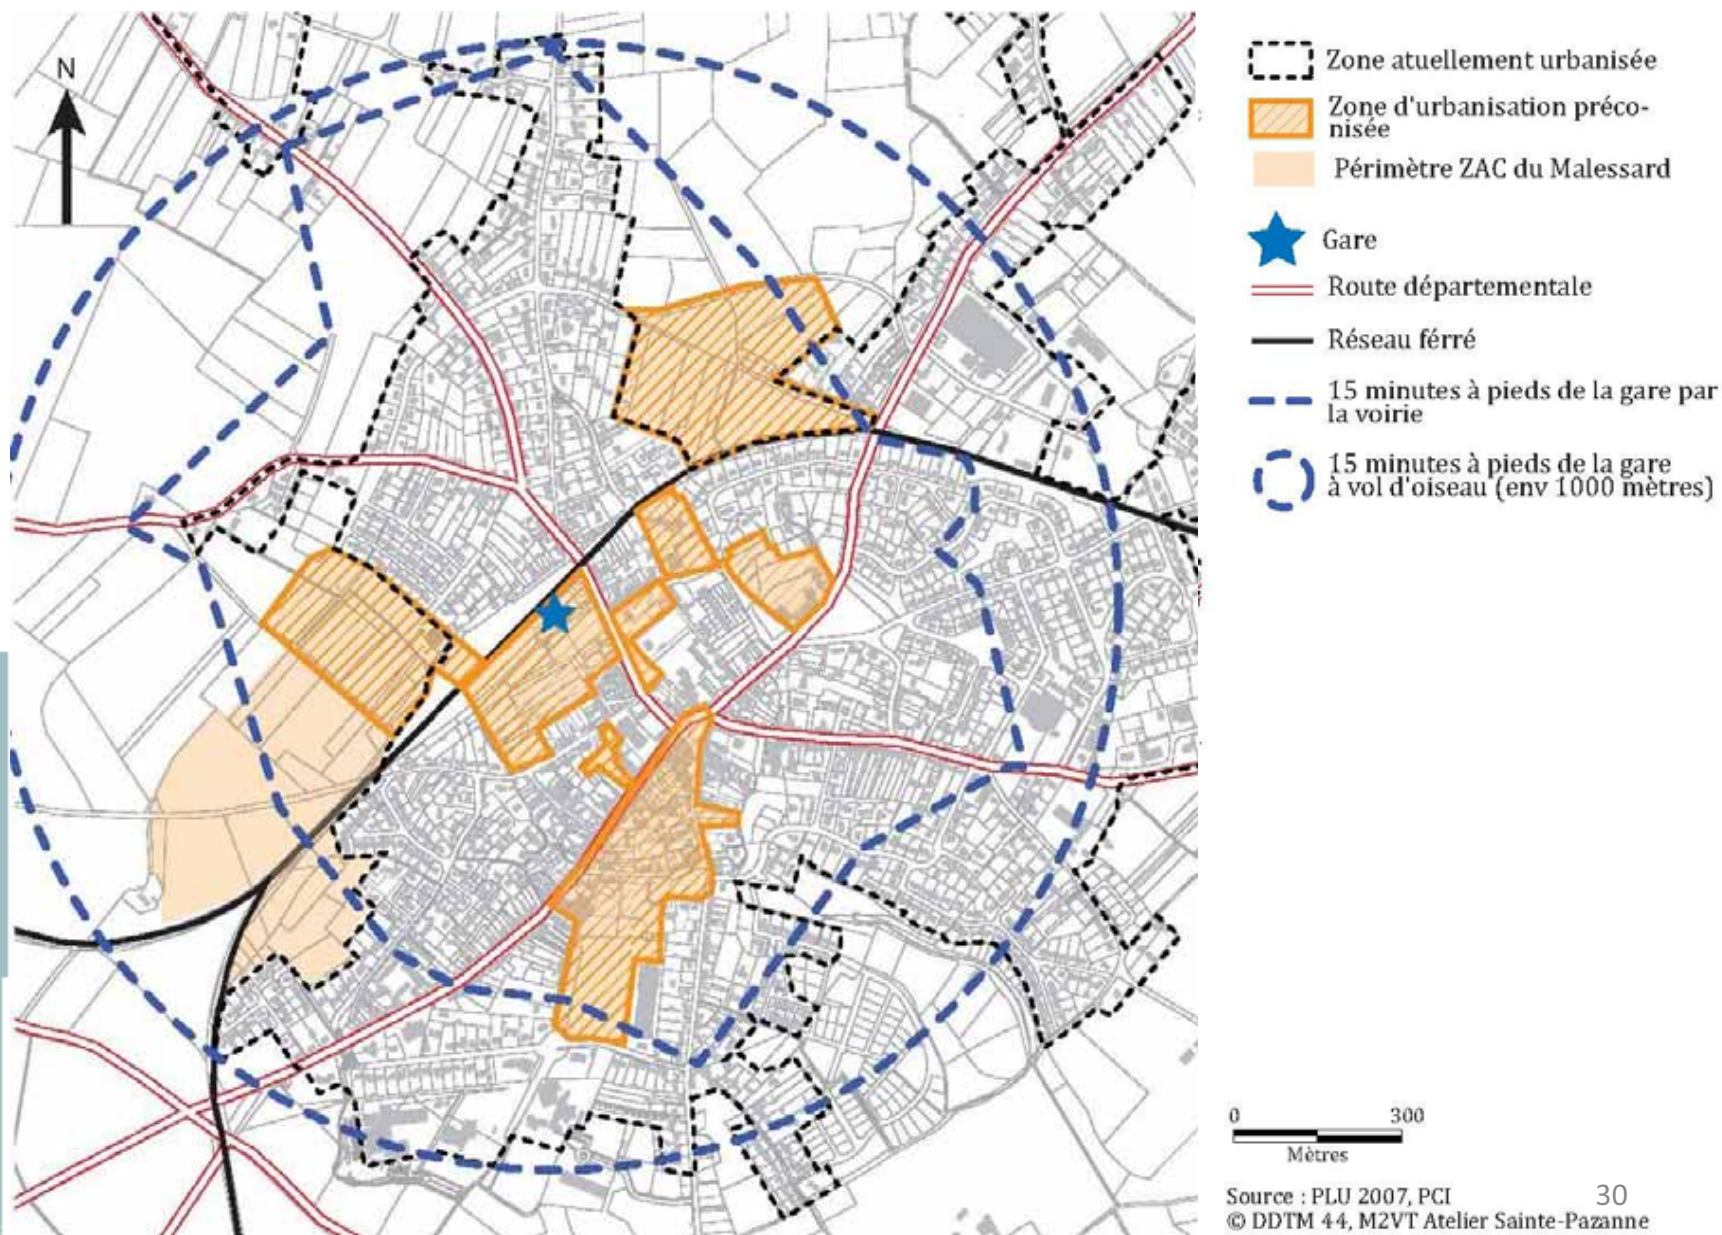 N
Zone atuellement urbanisée
Zone d'urbanisation préco-
nisée
Périmètre ZAC du Malessard
Gare
Route départementale
Réseau férré
15 minutes à pieds de la gare par
la voirie
15 minutes à pieds de la gare
à vol d'oiseau (env 1000 mètres)
0 300
Mètres
Source : PLU 2007, PCI
30
© DDTM 44, M2VT Atelier Sainte-Pazanne